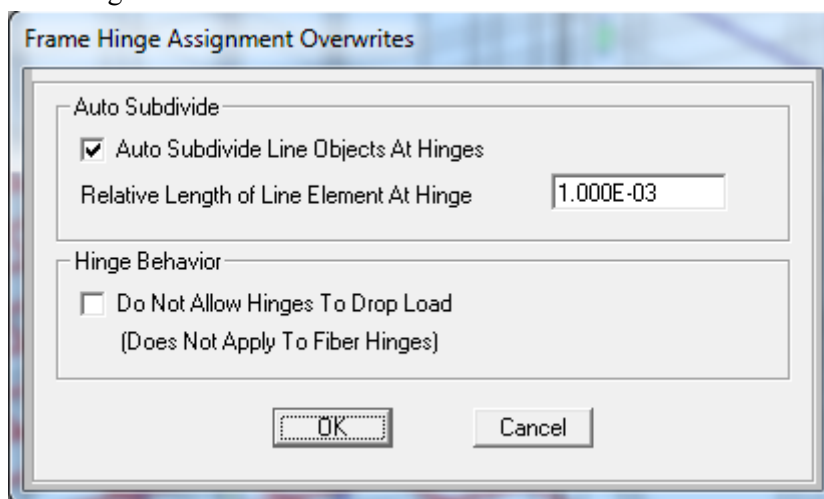 Frame Hinge Assignment Overwrites
Auto Subdivide
Auto Subdivide Line Objects At Hinges
Relative Length of Line Element At Hinge 1.000E-03
Hinge Behavior
Do Not Allow Hinges To Drop Load
(Does Not Apply To Fiber Hinges)
OK Cancel